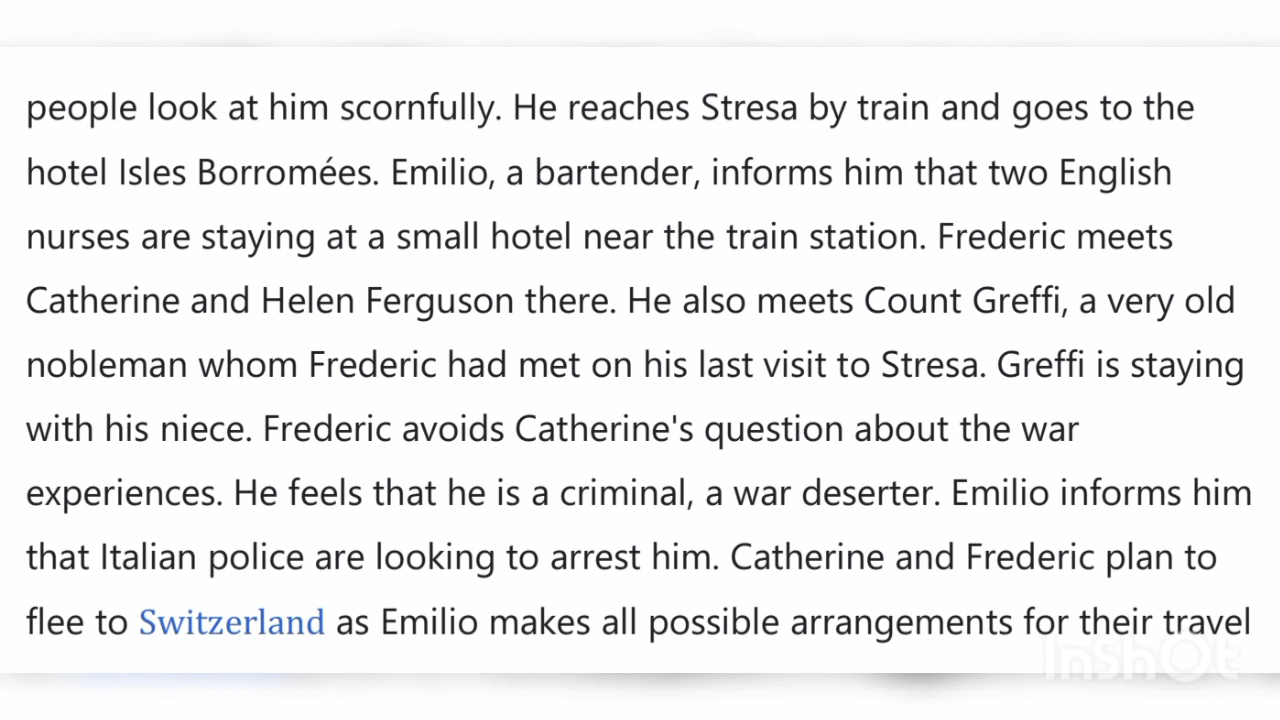 people look at him scornfully. He reaches Stresa by train and goes to the
hotel Isles Borromées. Emilio, a bartender, informs him that two English
nurses are staying at a small hotel near the train station. Frederic meets
Catherine and Helen Ferguson there. He also meets Count Greffi, a very old
nobleman whom Frederic had met on his last visit to Stresa. Greffi is staying
with his niece. Frederic avoids Catherine's question about the war
experiences. He feels that he is a criminal, a war deserter. Emilio informs him
that Italian police are looking to arrest him. Catherine and Frederic plan to
flee to Switzerland as Emilio makes all possible arrangements for their travel
InShOt